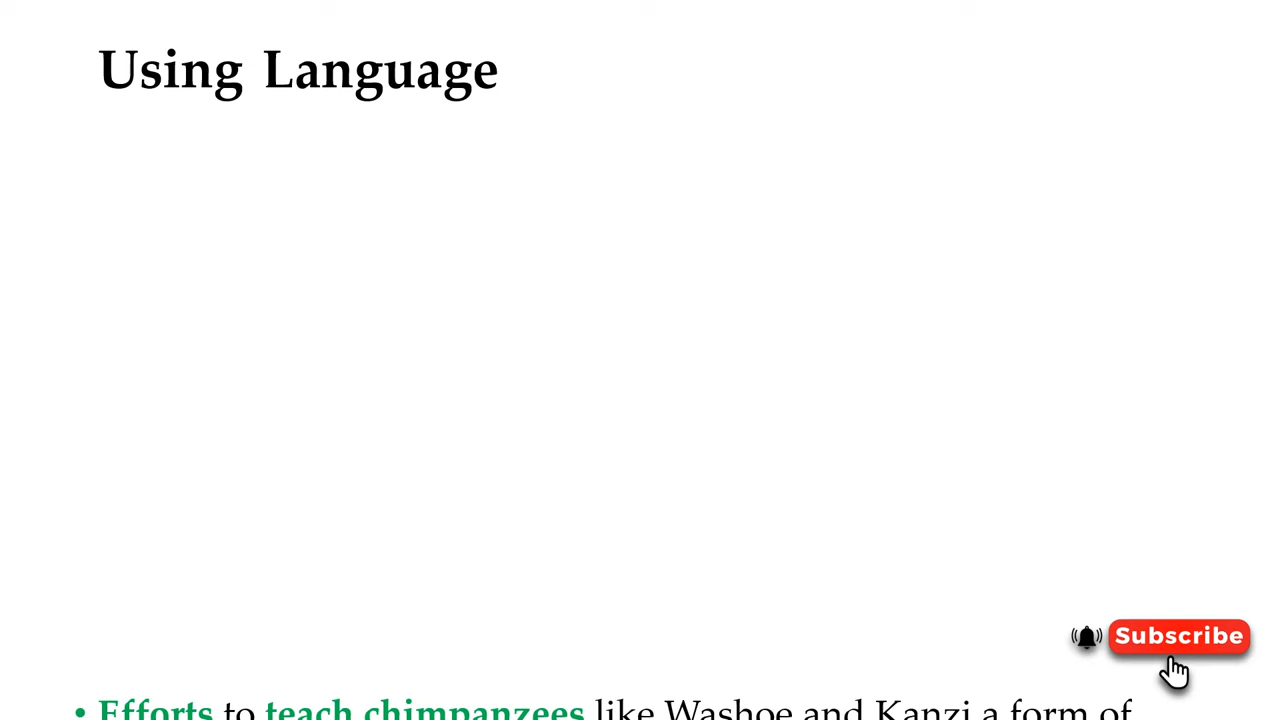 Using Language
Subscribe
• Efforts to teach chimpanzees like Washoe and Kanzi a form of